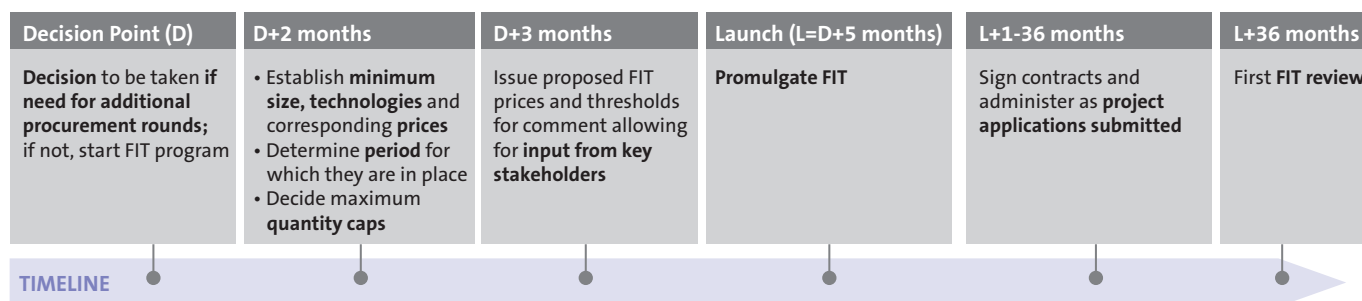 Decision Point (D)
Decision to be taken if
need for additional
procurement rounds;
if not, start FIT program
D+2 months
• Establish minimum
size, technologies and
corresponding prices
• Determine period for
which they are in place
• Decide maximum
quantity caps
D+3 months
Issue proposed FIT
prices and thresholds
for comment allowing
for input from key
stakeholders
Launch (L=D+5 months)
Promulgate FIT
L+1-36 months
Sign contracts and
administer as project
applications submitted
L+36 months
First FIT review
TIMELINE